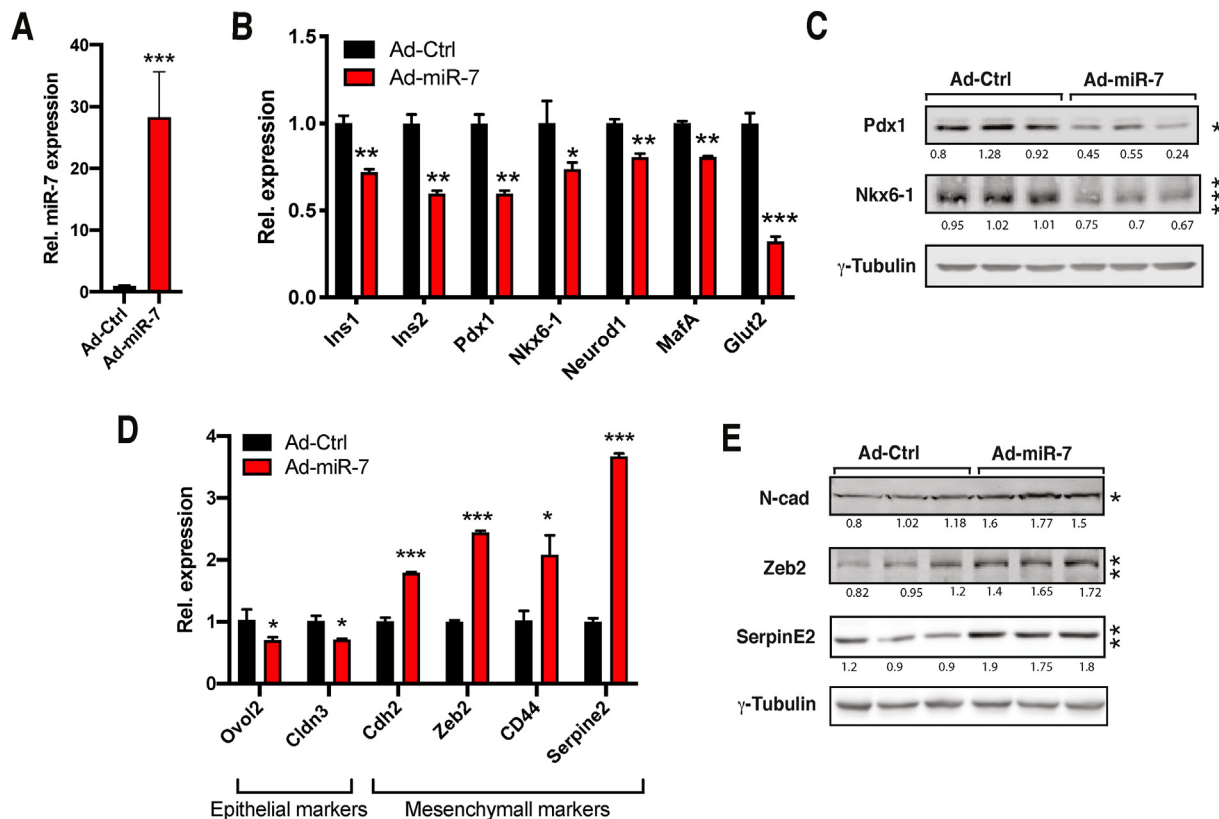 A
Rel. miR-7 expression
40
30
20
10
0
***
Ad-Ctrl
Ad-miR-7
B
Rel. expression
1.5
1.0
0.5
0.0
Ad-Ctrl
Ad-miR-7
**
**
**
*
**
**
***
Ins1
Ins2
Pdx1
Nkx6-1
Neurod1
MafA
Glut2
C
Ad-Ctrl
Ad-miR-7
Pdx1
*
0.8 1.28 0.92 0.45 0.55 0.24
Nkx6-1
***
0.95 1.02 1.01 0.75 0.7 0.67
γ-Tubulin
D
Rel. expression
4
3
2
1
0
Ad-Ctrl
Ad-miR-7
*
*
***
***
*
***
Ovol2
Cldn3
Cdh2
Zeb2
CD44
Serpine2
Epithelial markers
Mesenchymall markers
E
Ad-Ctrl
Ad-miR-7
N-cad
*
0.8 1.02 1.18 1.6 1.77 1.5
Zeb2
**
0.82 0.95 1.2 1.4 1.65 1.72
SerpinE2
**
1.2 0.9 0.9 1.9 1.75 1.8
γ-Tubulin